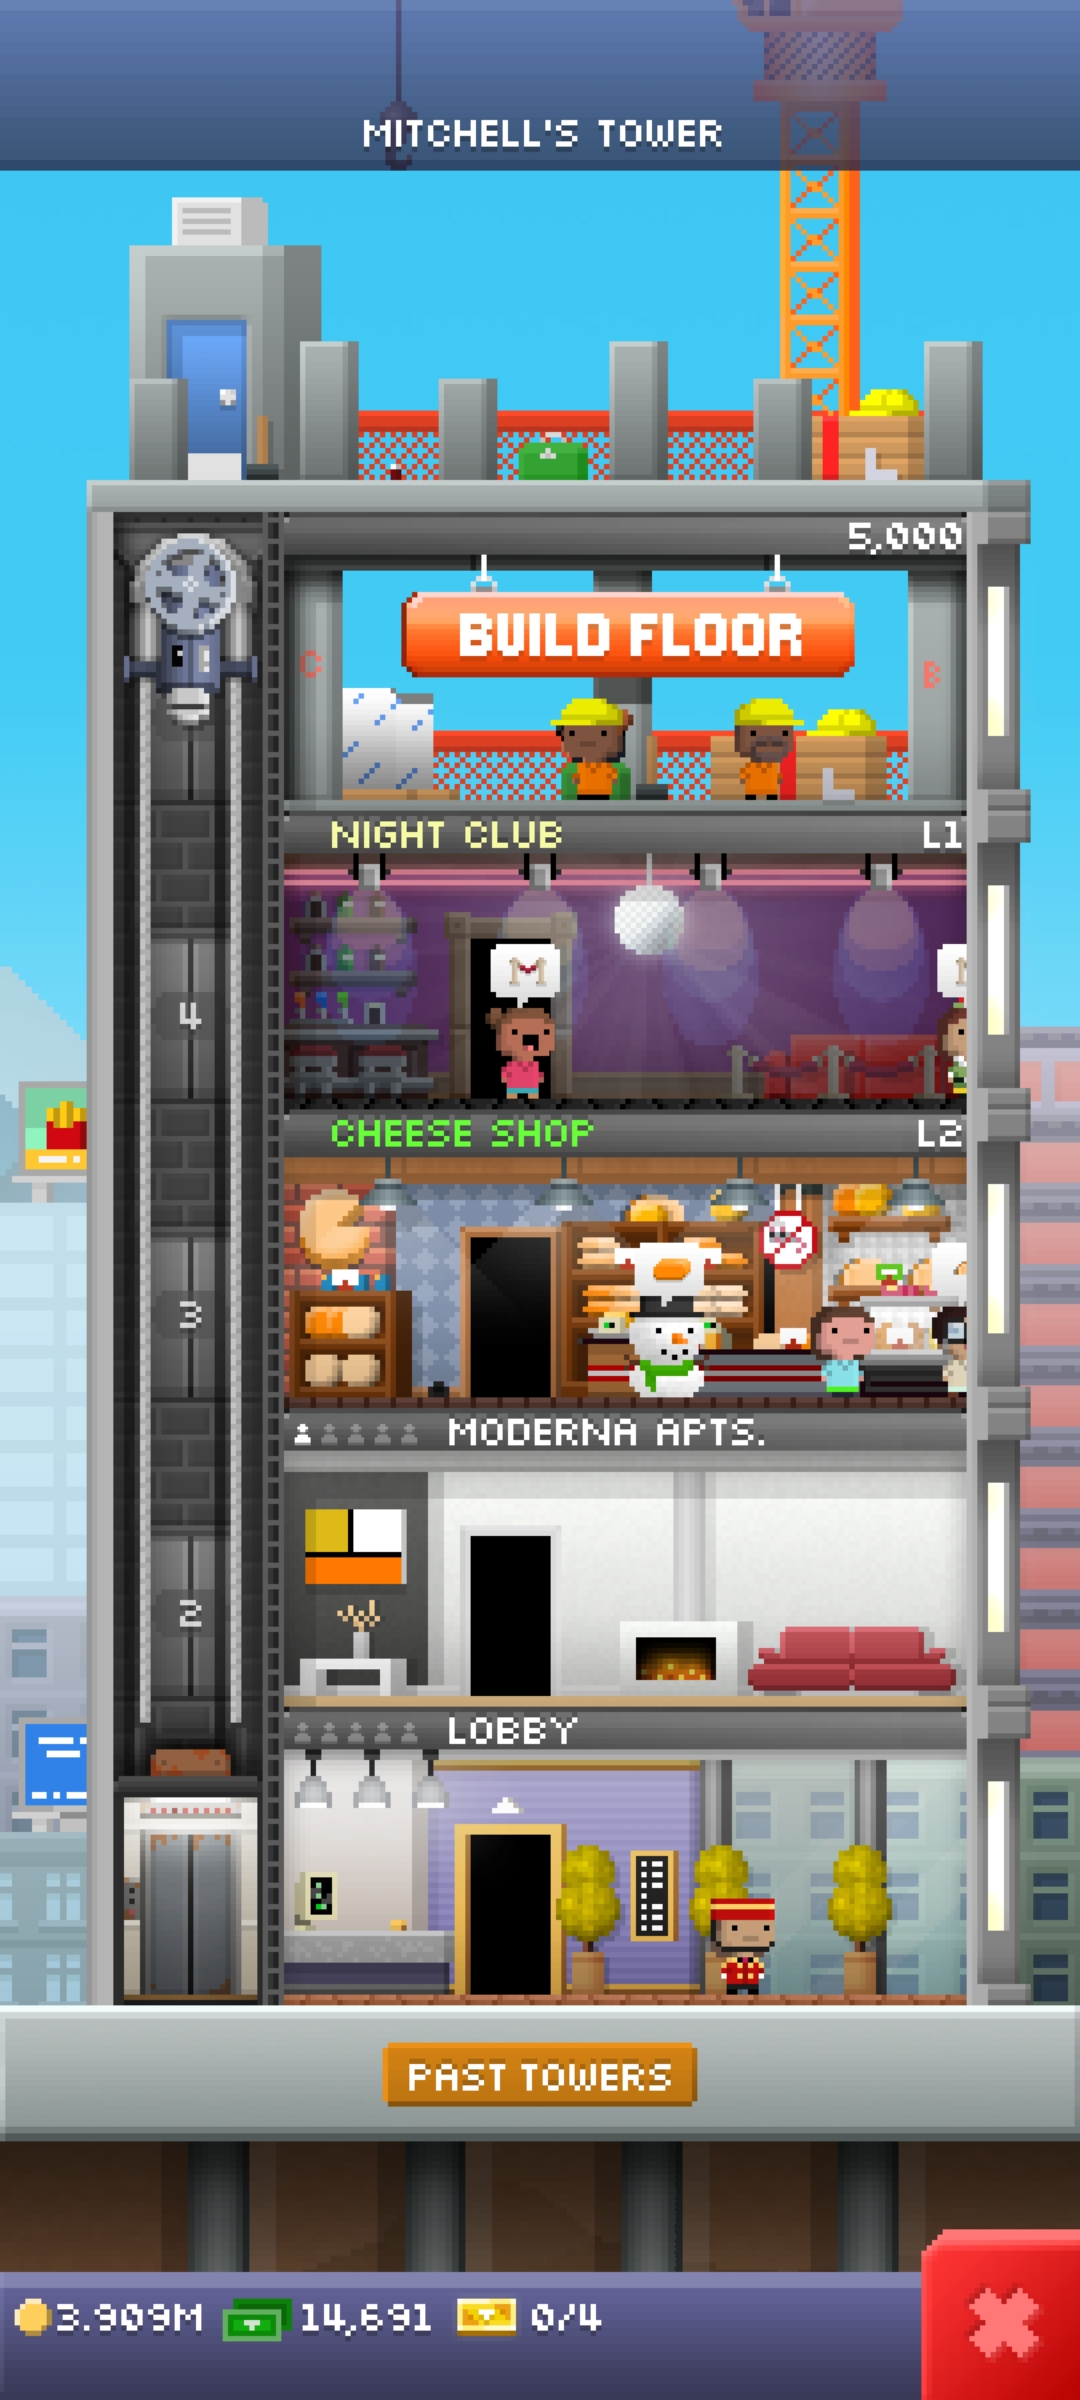 MITCHELL'S TOWER
5,000
BUILD FLOOR
C
B
NIGHT CLUB L1
M
4
CHEESE SHOP L2
3
MODERNA APTS.
2
LOBBY
PAST TOWERS
3.909M 14,691 0/4